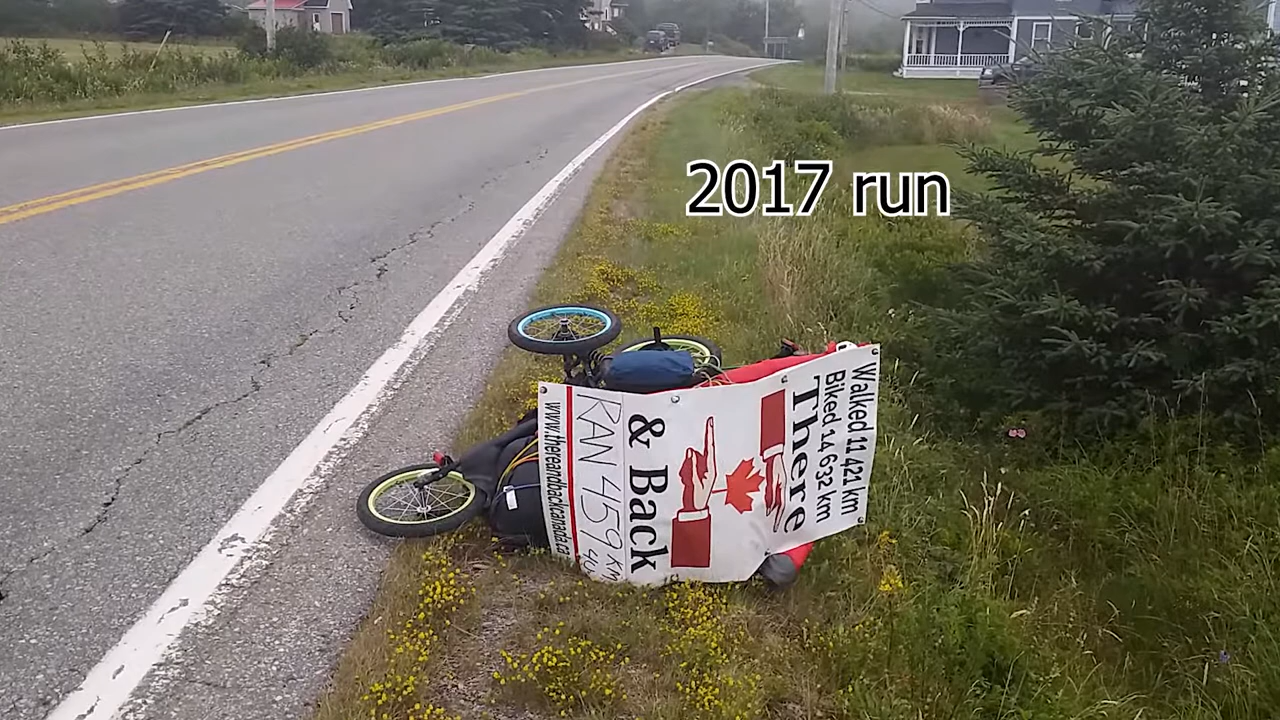 2017 run
Walked 11 421 km
Biked 14 632 km
There
& Back
RAN 459 km
www.thereandbackcanada.ca